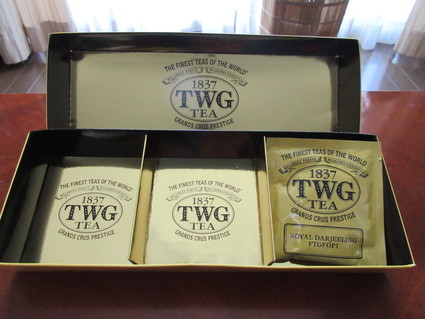 THE FINEST TEAS OF THE WORLD
1837
TWG
TEA
GRANDS CRUS PRESTIGE
THE FINEST TEAS OF THE WORLD
1837
TWG
TEA
GRANDS CRUS PRESTIGE
THE FINEST TEAS OF THE WORLD
1837
TWG
TEA
GRANDS CRUS PRESTIGE
THE FINEST TEAS OF THE WORLD
1837
TWG
TEA
GRANDS CRUS PRESTIGE
ROYAL DARJEELING
FTGFOP1